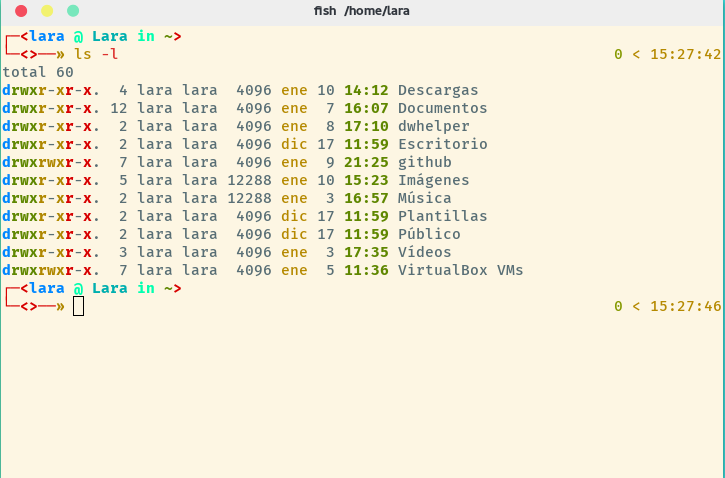 fish /home/lara
┌─<lara @ Lara in ~>
└─<>──» ls -l 0 < 15:27:42
total 60
drwxr-xr-x. 4 lara lara 4096 ene 10 14:12 Descargas
drwxr-xr-x. 12 lara lara 4096 ene 7 16:07 Documentos
drwxr-xr-x. 2 lara lara 4096 ene 8 17:10 dwhelper
drwxr-xr-x. 2 lara lara 4096 dic 17 11:59 Escritorio
drwxrwxr-x. 7 lara lara 4096 ene 9 21:25 github
drwxr-xr-x. 5 lara lara 12288 ene 10 15:23 Imágenes
drwxr-xr-x. 2 lara lara 12288 ene 3 16:57 Música
drwxr-xr-x. 2 lara lara 4096 dic 17 11:59 Plantillas
drwxr-xr-x. 2 lara lara 4096 dic 17 11:59 Público
drwxr-xr-x. 3 lara lara 4096 ene 3 17:35 Vídeos
drwxrwxr-x. 7 lara lara 4096 ene 5 11:36 VirtualBox VMs
┌─<lara @ Lara in ~>
└─<>──» 0 < 15:27:46